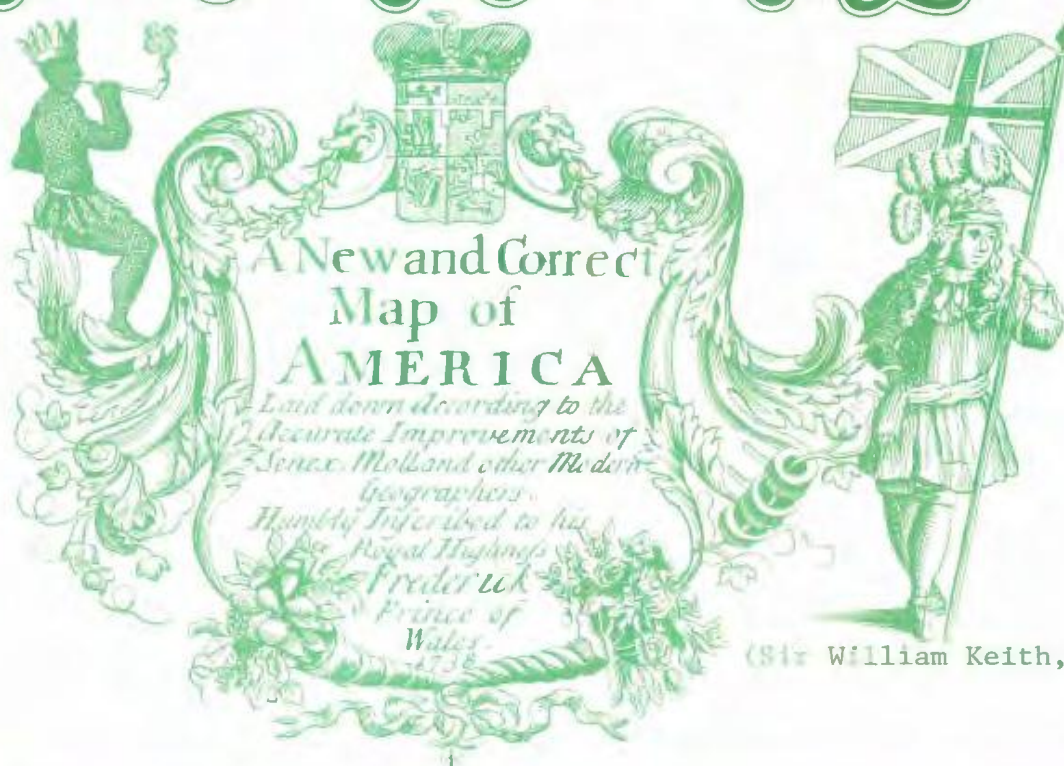 A New and Correct
Map of
AMERICA
Laid down According to the
Accurate Improvements of
Senex. Moll and other Modern
Geographers.
Humbly Inscribed to his
Royal Highness
Frederick
Prince of
Wales.
1738
(Sir William Keith,